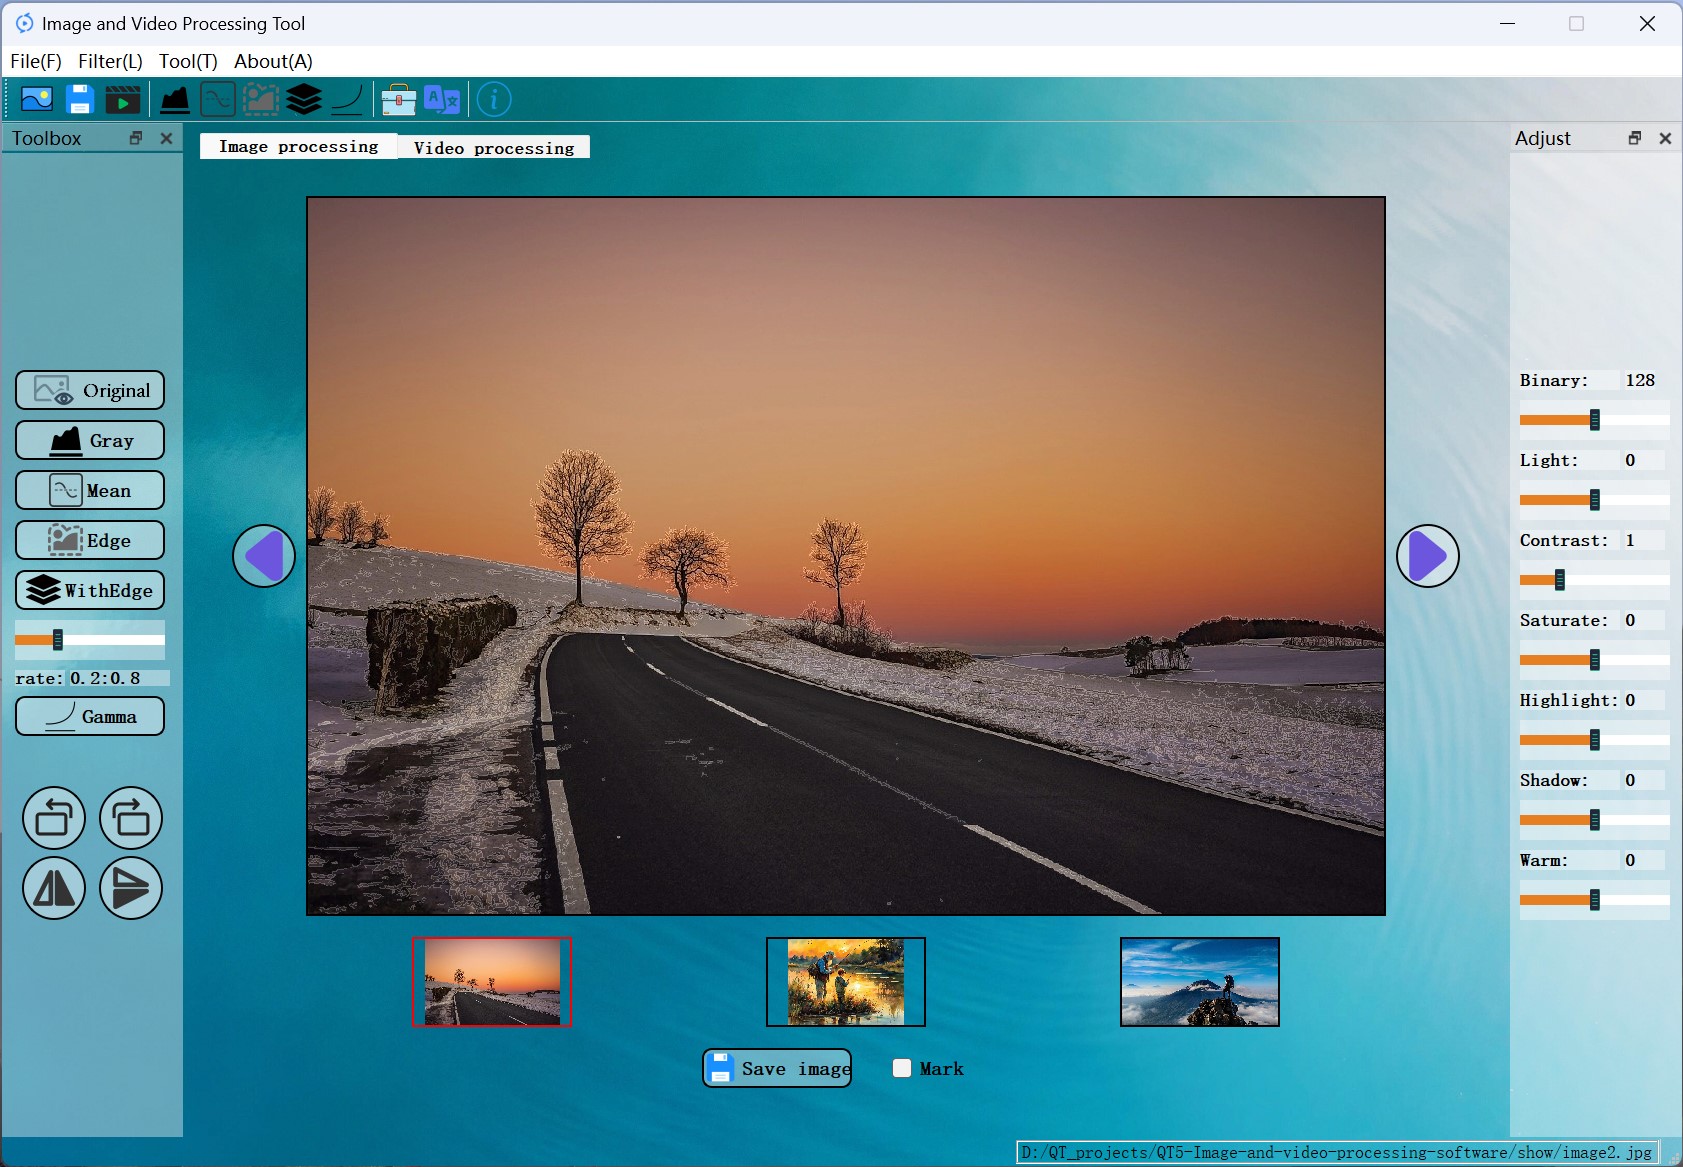 Image and Video Processing Tool
File(F) Filter(L) Tool(T) About(A)
Toolbox
Image processing Video processing
Adjust
Original
Gray
Mean
Edge
WithEdge
rate: 0.2:0.8
Gamma
Binary: 128
Light: 0
Contrast: 1
Saturate: 0
Highlight: 0
Shadow: 0
Warm: 0
Save image
Mark
D:/QT_projects/QT5-Image-and-video-processing-software/show/image2.jpg